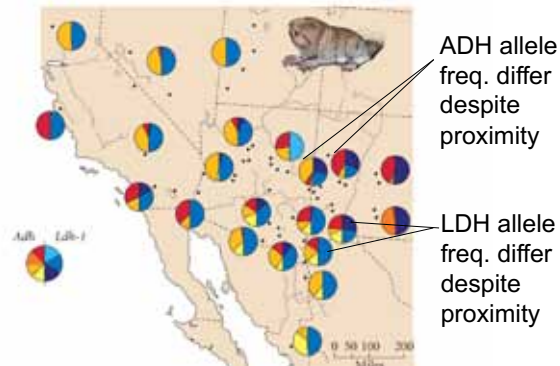 ADH allele
freq. differ
despite
proximity
LDH allele
freq. differ
despite
proximity
Adh Ldh-1
0 50 100 200
Miles